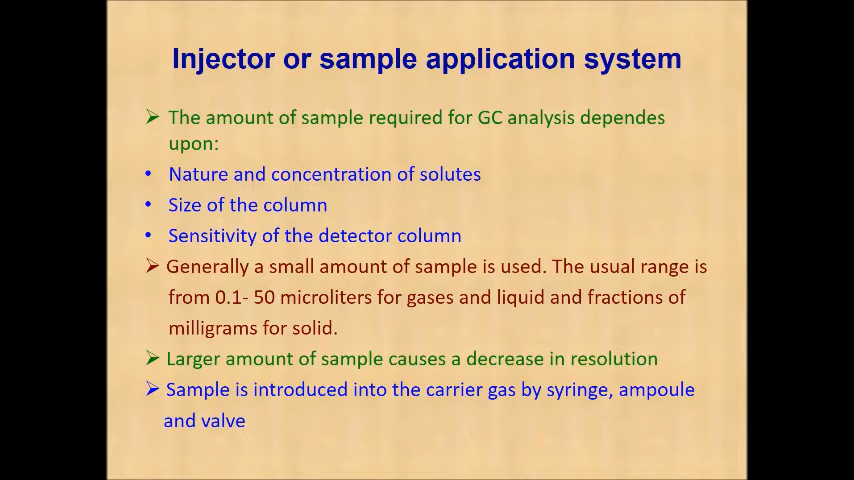 Injector or sample application system
➢ The amount of sample required for GC analysis dependes
upon:
• Nature and concentration of solutes
• Size of the column
• Sensitivity of the detector column
➢ Generally a small amount of sample is used. The usual range is
from 0.1- 50 microliters for gases and liquid and fractions of
milligrams for solid.
➢ Larger amount of sample causes a decrease in resolution
➢ Sample is introduced into the carrier gas by syringe, ampoule
and valve